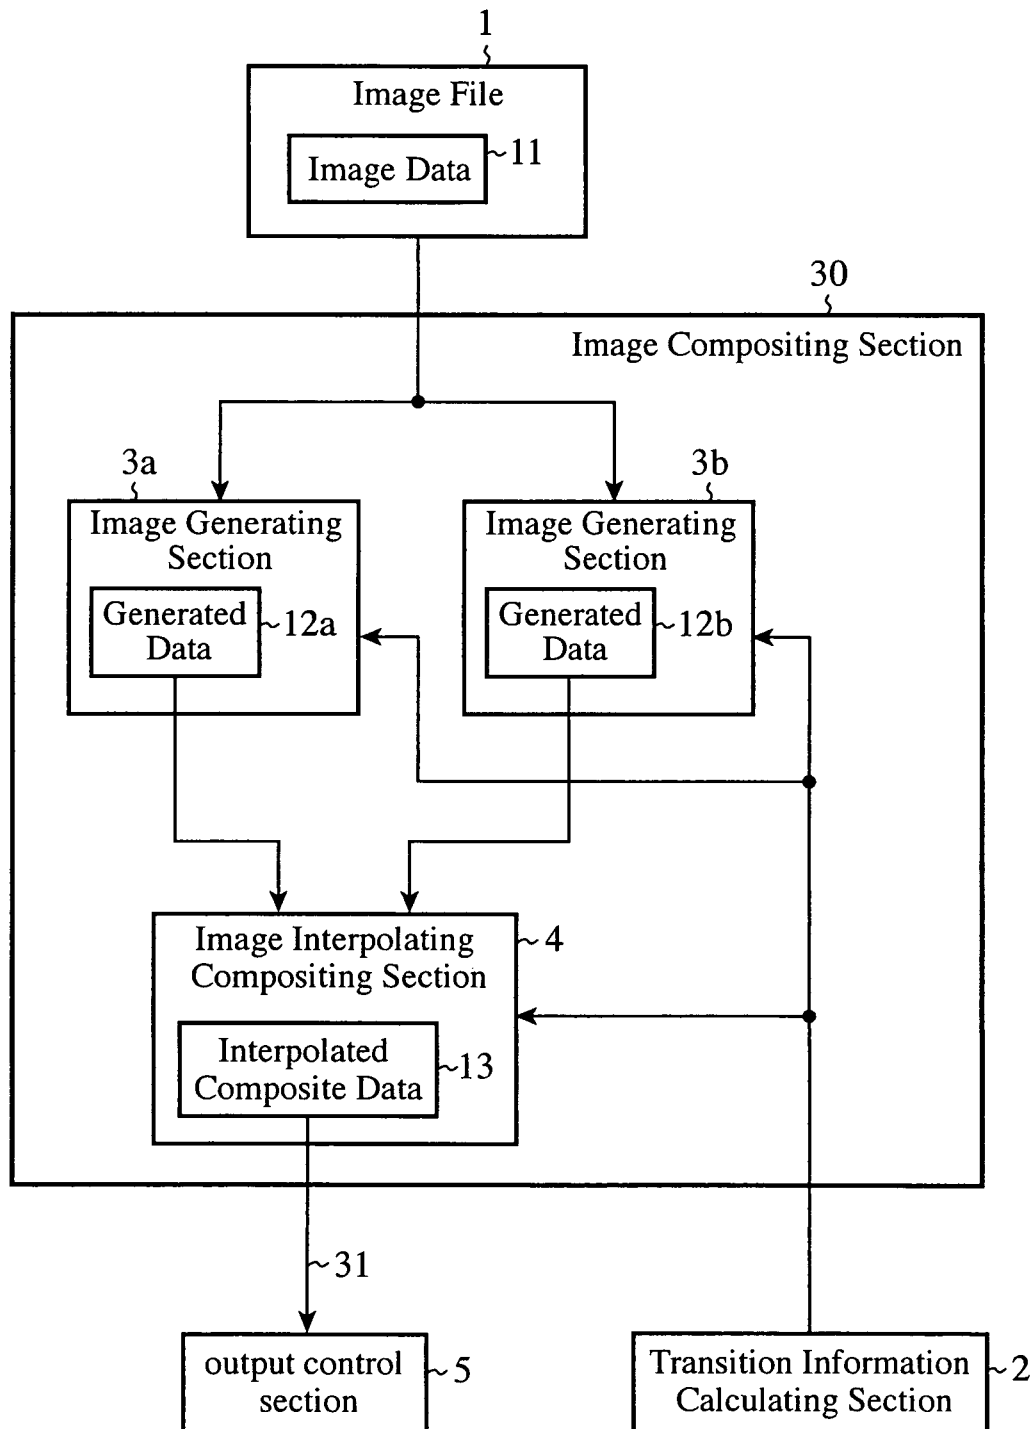 1
Image File
Image Data
11
30
Image Compositing Section
3a
3b
Image Generating
Section
Image Generating
Section
Generated
Data
12a
Generated
Data
12b
Image Interpolating
Compositing Section
4
Interpolated
Composite Data
13
31
output control
section
5
Transition Information
Calculating Section
2